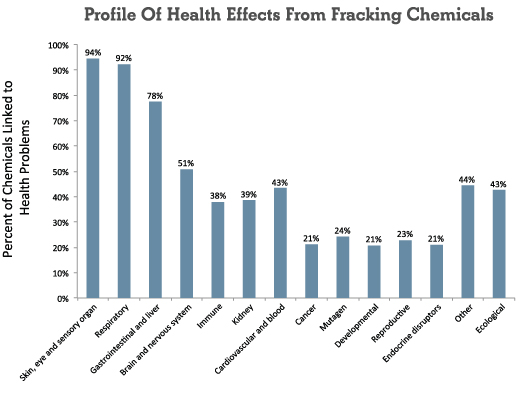 Profile Of Health Effects From Fracking Chemicals
Percent of Chemicals Linked to
Health Problems
100%
90%
80%
70%
60%
50%
40%
30%
20%
10%
0%
94%
92%
78%
51%
38%
39%
43%
21%
24%
21%
23%
21%
44%
43%
Skin, eye and sensory organ
Respiratory
Gastrointestinal and liver
Brain and nervous system
Immune
Kidney
Cardiovascular and blood
Cancer
Mutagen
Developmental
Reproductive
Endocrine disruptors
Other
Ecological